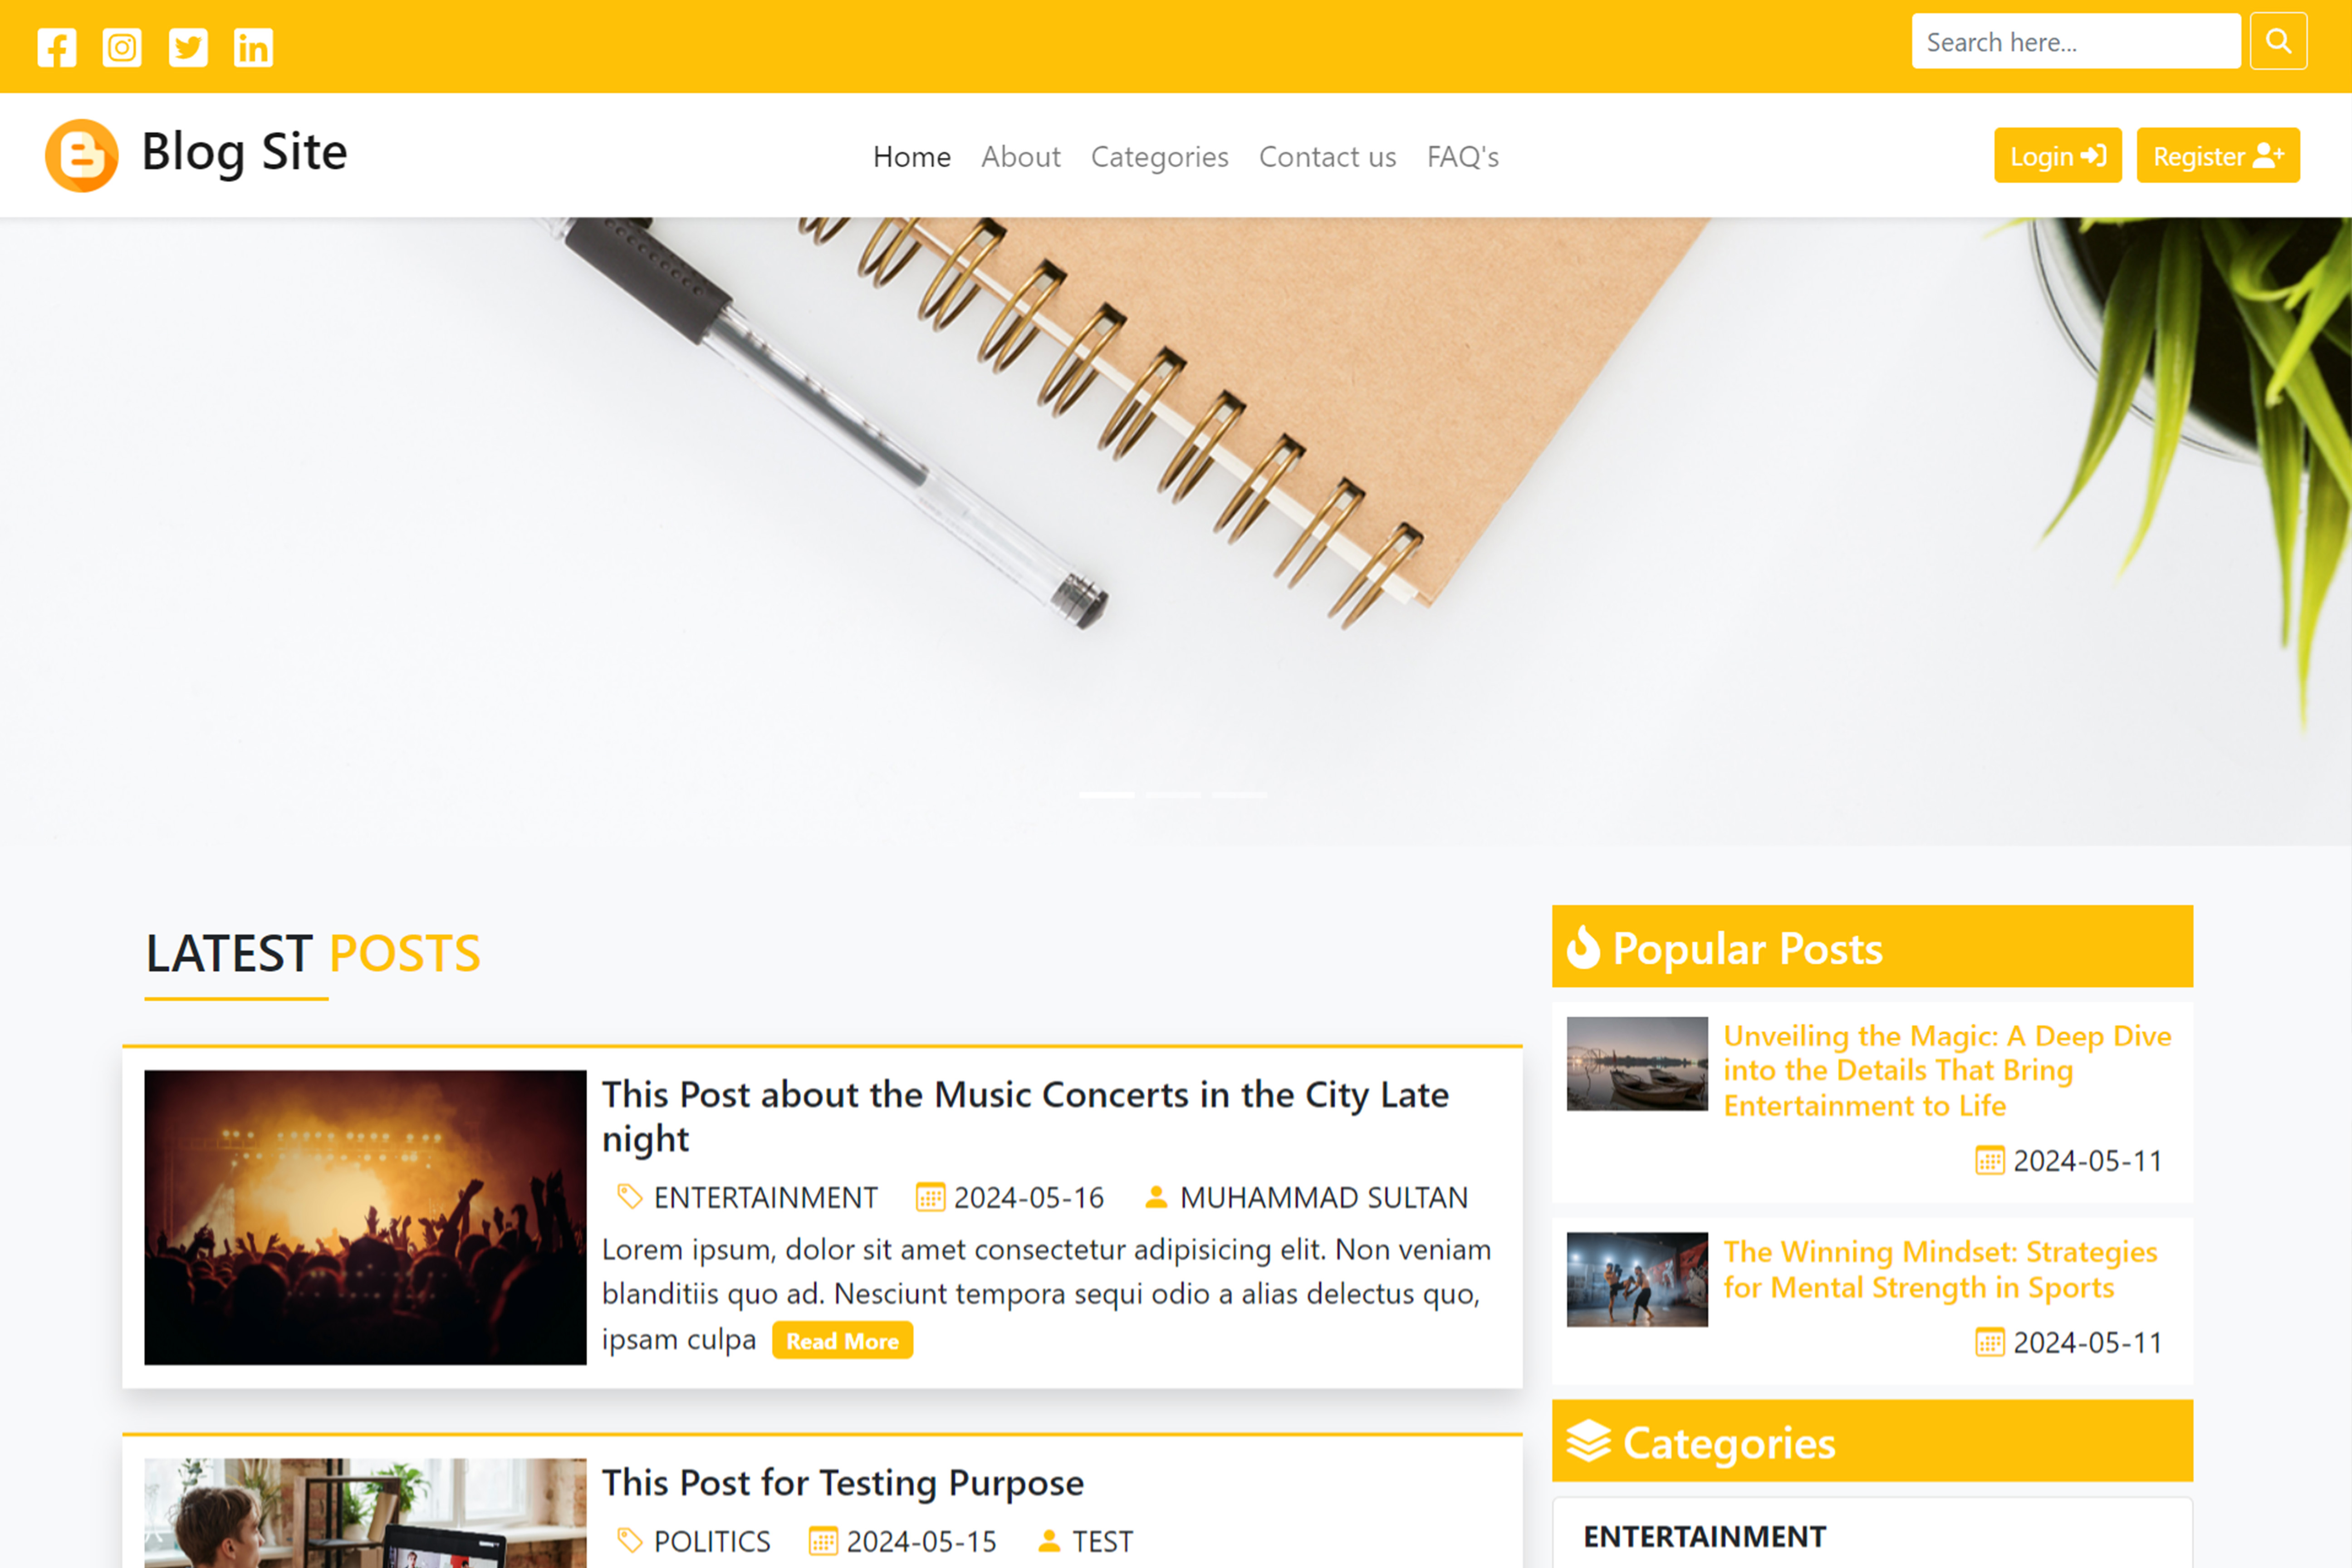 Search here...
Blog Site
Home About Categories Contact us FAQ's
Login Register
LATEST POSTS
This Post about the Music Concerts in the City Late
night
ENTERTAINMENT 2024-05-16 MUHAMMAD SULTAN
Lorem ipsum, dolor sit amet consectetur adipisicing elit. Non veniam
blanditiis quo ad. Nesciunt tempora sequi odio a alias delectus quo,
ipsam culpa Read More
This Post for Testing Purpose
POLITICS 2024-05-15 TEST
Popular Posts
Unveiling the Magic: A Deep Dive
into the Details That Bring
Entertainment to Life
2024-05-11
The Winning Mindset: Strategies
for Mental Strength in Sports
2024-05-11
Categories
ENTERTAINMENT